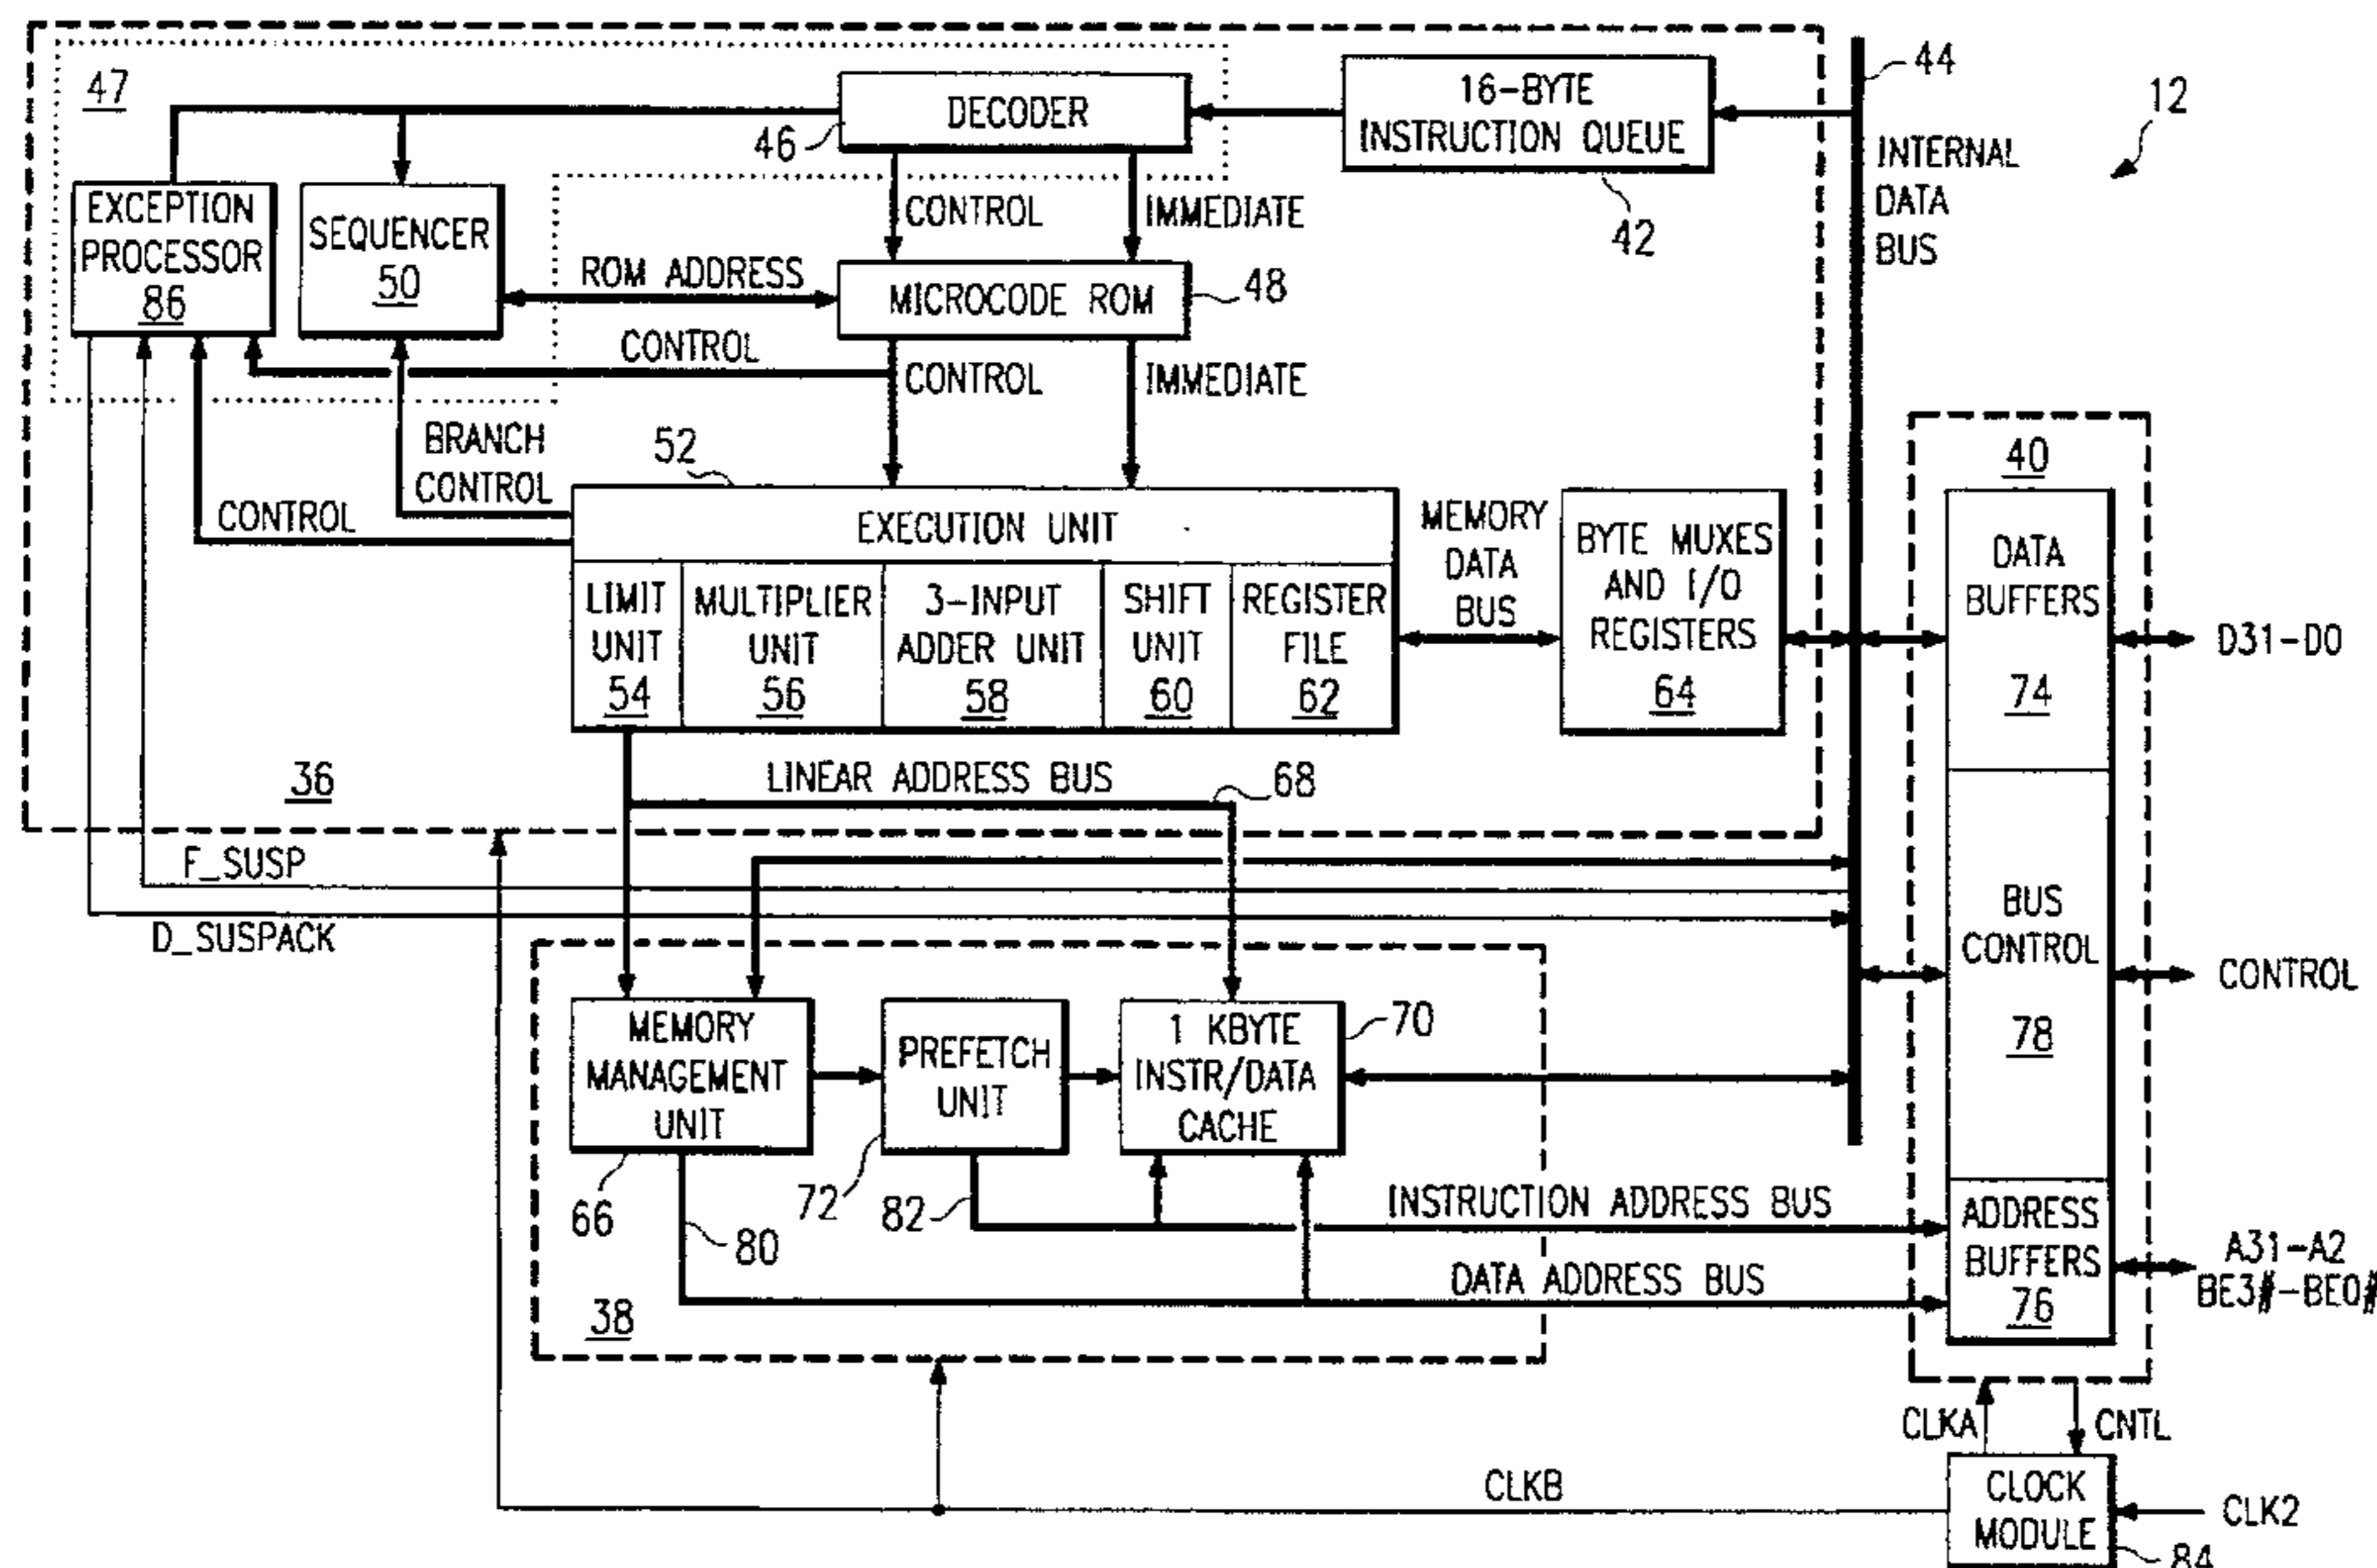 47
DECODER
46
16-BYTE
INSTRUCTION QUEUE
42
44
12
INTERNAL
DATA
BUS
EXCEPTION
PROCESSOR
86
SEQUENCER
50
CONTROL
IMMEDIATE
ROM ADDRESS
MICROCODE ROM
48
CONTROL
CONTROL
IMMEDIATE
BRANCH
CONTROL
CONTROL
52
EXECUTION UNIT
LIMIT
UNIT
54
MULTIPLIER
UNIT
56
3-INPUT
ADDER UNIT
58
SHIFT
UNIT
60
REGISTER
FILE
62
MEMORY
DATA
BUS
BYTE MUXES
AND I/O
REGISTERS
64
40
DATA
BUFFERS
74
D31-D0
36
LINEAR ADDRESS BUS
68
F_SUSP
D_SUSPACK
BUS
CONTROL
78
CONTROL
MEMORY
MANAGEMENT
UNIT
66
PREFETCH
UNIT
72
1 KBYTE
INSTR/DATA
CACHE
70
82
80
INSTRUCTION ADDRESS BUS
DATA ADDRESS BUS
ADDRESS
BUFFERS
76
A31-A2
BE3#-BE0#
38
CLKA
CNTL
CLKB
CLOCK
MODULE
84
CLK2